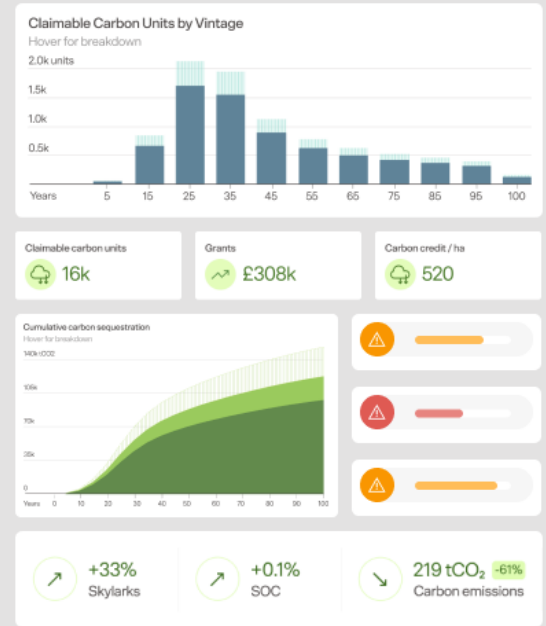 Claimable Carbon Units by Vintage
Hover for breakdown
2.0k units
1.5k
1.0k
0.5k
Years 5 15 25 35 45 55 65 75 85 95 100
Claimable carbon units
16k
Grants
£308k
Carbon credit / ha
520
Cumulative carbon sequestration
Hover for breakdown
140k tCO2
105k
70k
35k
0
Years 0 10 20 30 40 50 60 70 80 90 100
+33%
Skylarks
+0.1%
SOC
219 tCO₂ -61%
Carbon emissions